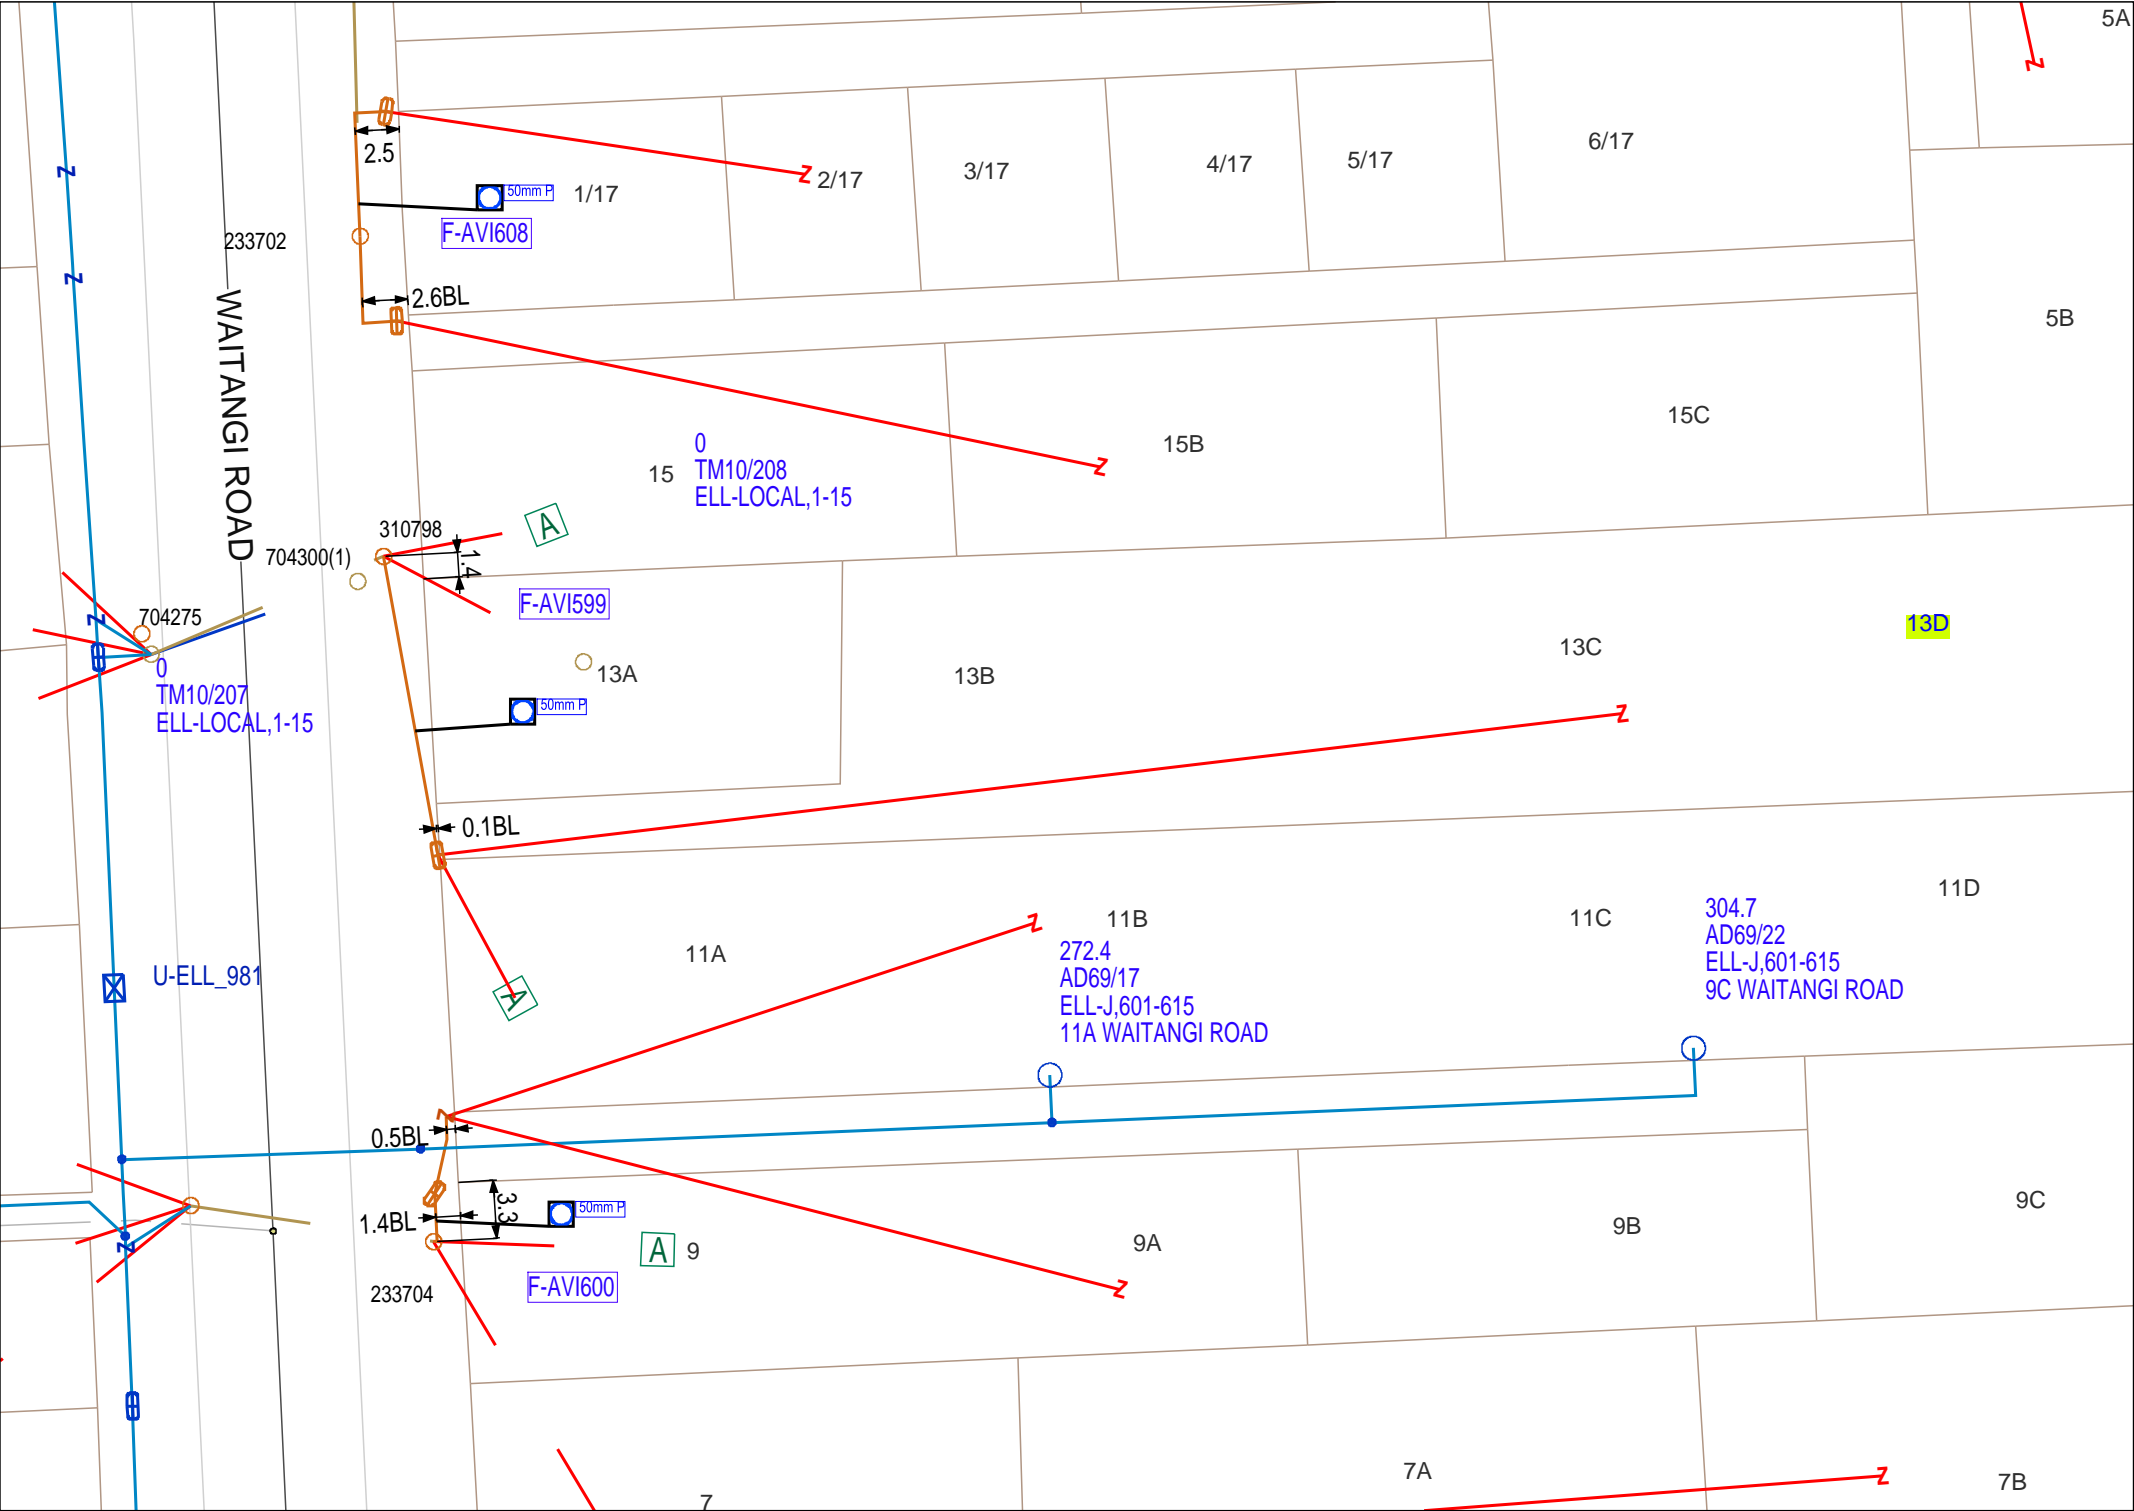 5A
2.5
50mm P
1/17
2/17
3/17
4/17
5/17
6/17
F-AVI608
233702
2.6BL
WAITANGI ROAD
5B
15
0
TM10/208
ELL-LOCAL,1-15
15B
15C
A
310798
704300(1)
1.4
F-AVI599
704275
0
TM10/207
ELL-LOCAL,1-15
13A
13B
13C
13D
50mm P
0.1BL
11A
11B
11C
11D
272.4
AD69/17
ELL-J,601-615
11A WAITANGI ROAD
304.7
AD69/22
ELL-J,601-615
9C WAITANGI ROAD
U-ELL_981
A
0.5BL
3.3
1.4BL
50mm P
A
9
9A
9B
9C
F-AVI600
233704
7
7A
7B